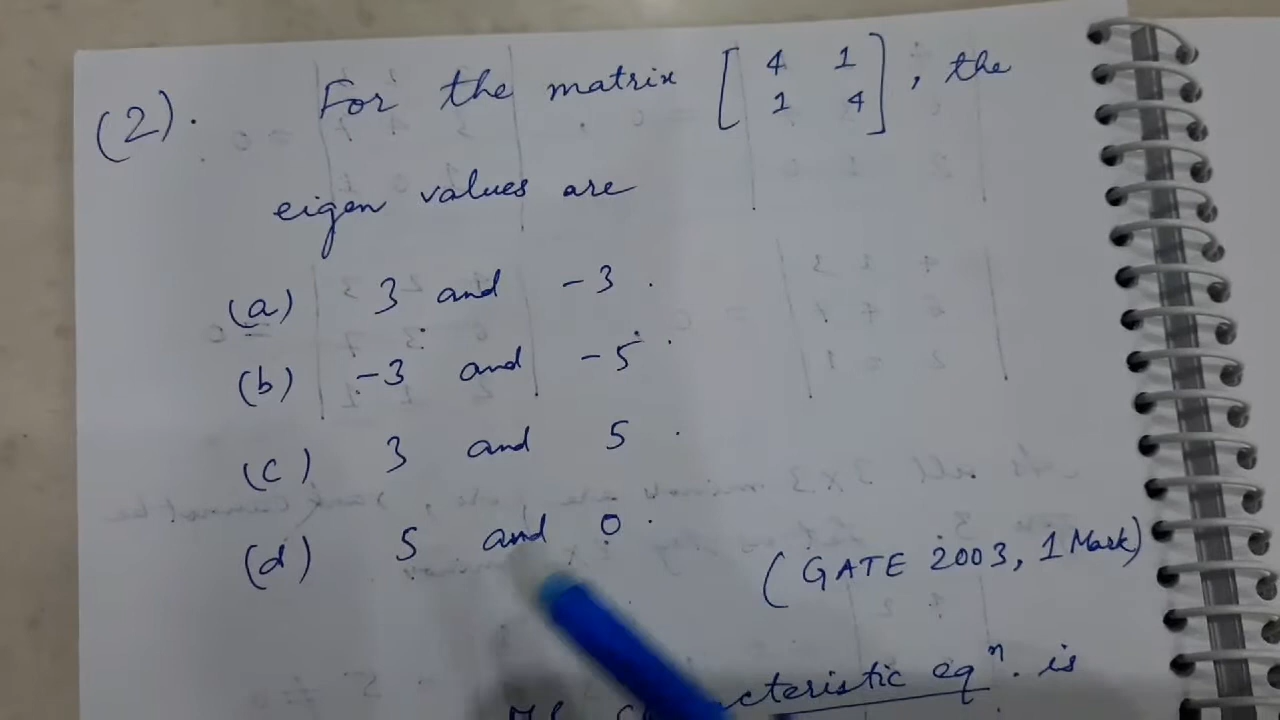 (2). For the matrix [ 4 1 , the
1 4 ]
eigen values are
(a) 3 and -3.
(b) -3 and -5.
(c) 3 and 5.
(d) 5 and 0.
(GATE 2003, 1 Mark)
eqⁿ. is